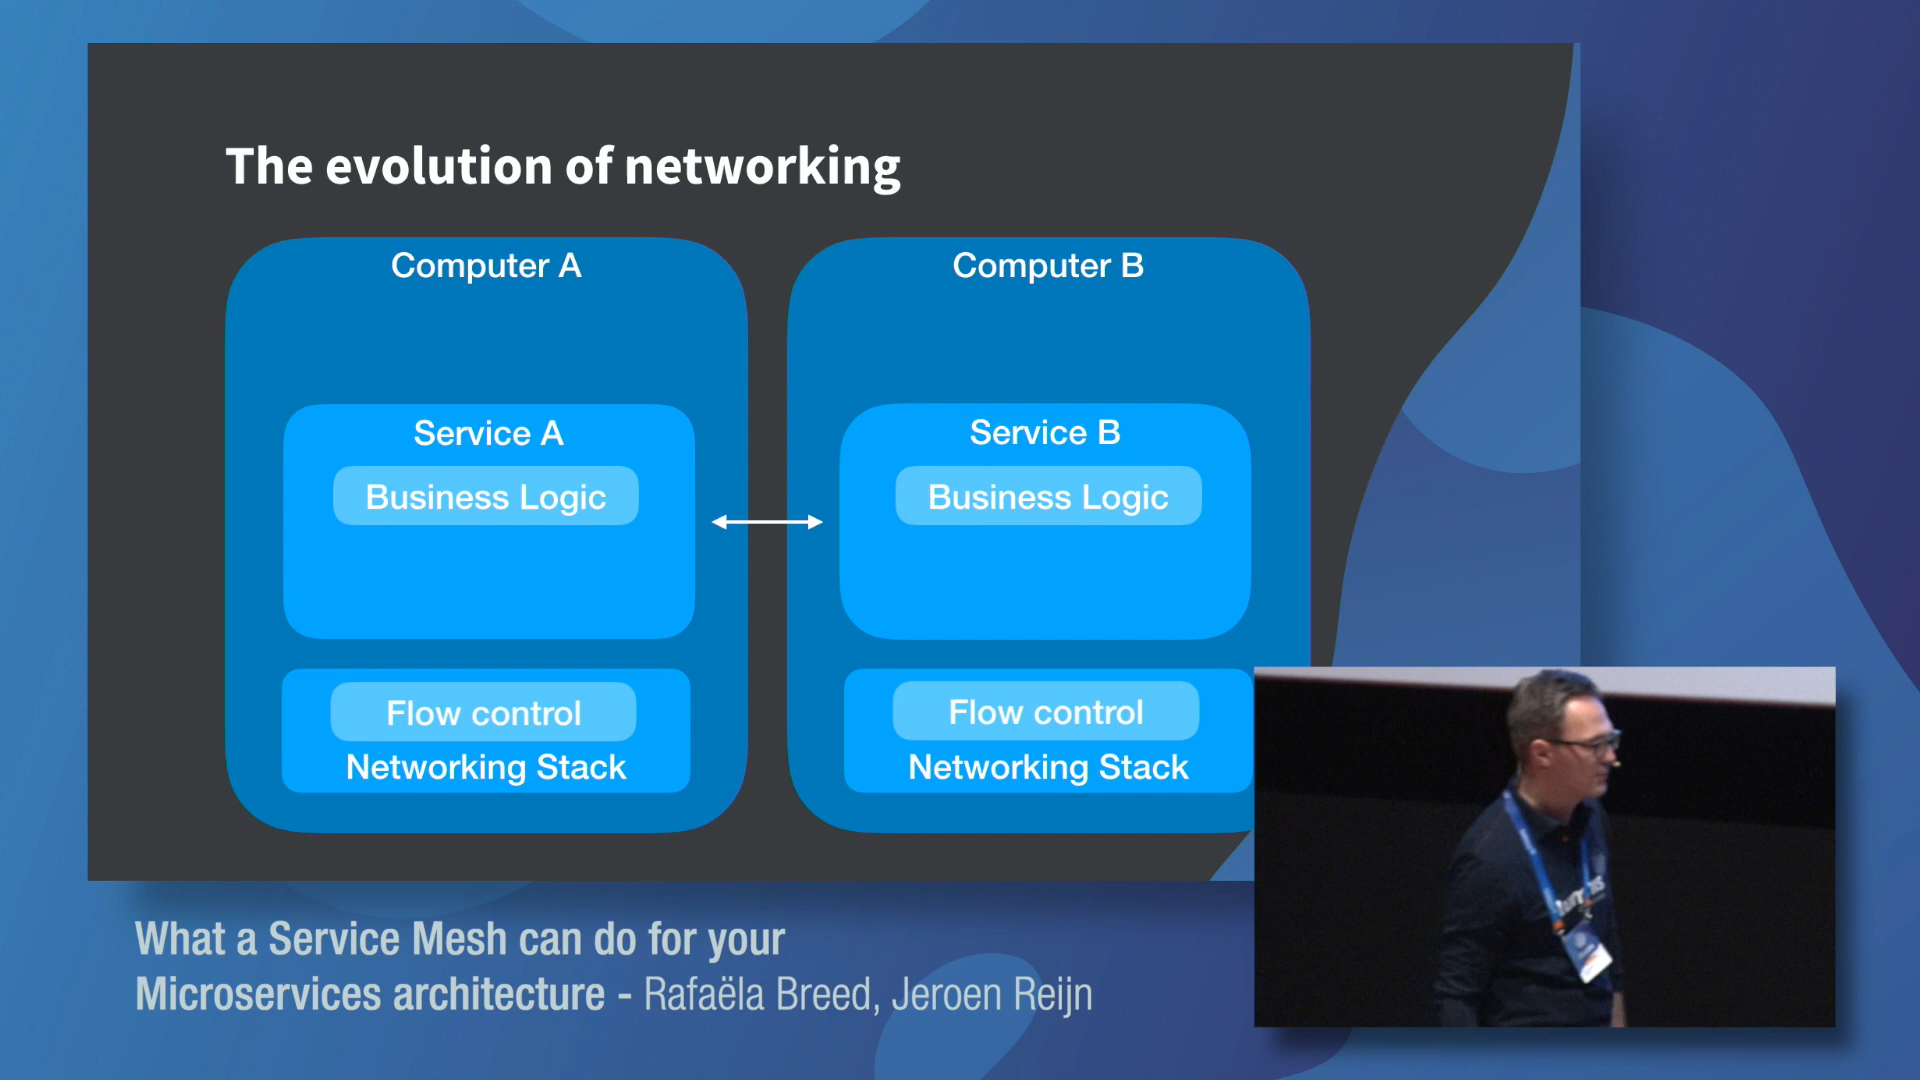 The evolution of networking
Computer A
Service A
Business Logic
Flow control
Networking Stack
Computer B
Service B
Business Logic
Flow control
Networking Stack
What a Service Mesh can do for your
Microservices architecture - Rafaëla Breed, Jeroen Reijn